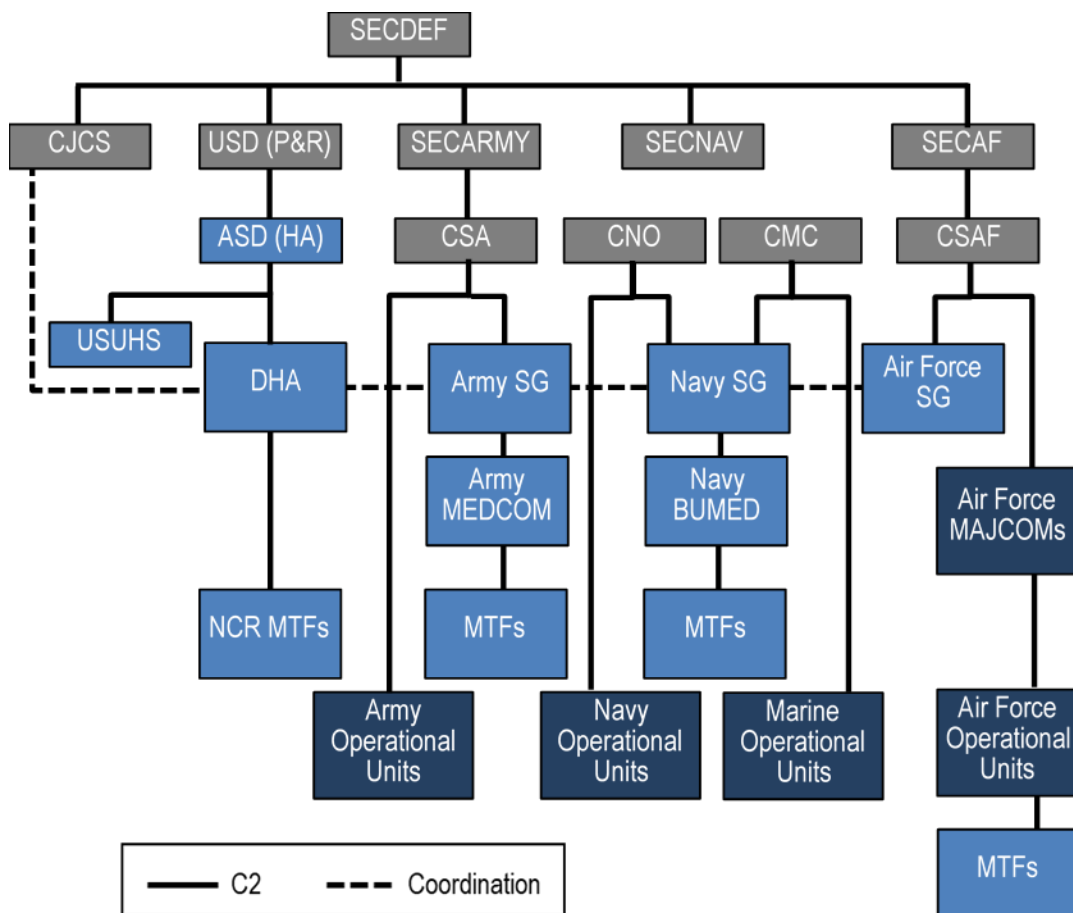 SECDEF
CJCS
USD (P&R)
SECARMY
SECNAV
SECAF
ASD (HA)
CSA
CNO
CMC
CSAF
USUHS
DHA
Army SG
Navy SG
Air Force
SG
Army
MEDCOM
Navy
BUMED
Air Force
MAJCOMs
NCR MTFs
MTFs
MTFs
Army
Operational
Units
Navy
Operational
Units
Marine
Operational
Units
Air Force
Operational
Units
MTFs
C2
Coordination